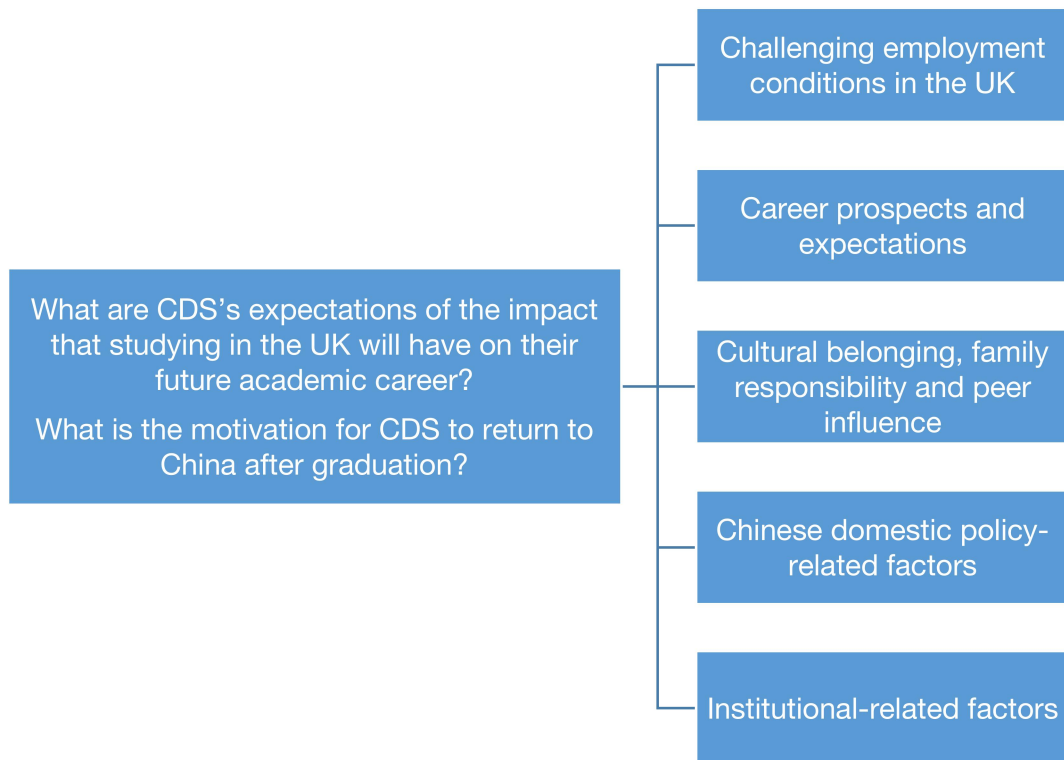 What are CDS’s expectations of the impact
that studying in the UK will have on their
future academic career?
What is the motivation for CDS to return to
China after graduation?
Challenging employment
conditions in the UK
Career prospects and
expectations
Cultural belonging, family
responsibility and peer
influence
Chinese domestic policy-
related factors
Institutional-related factors